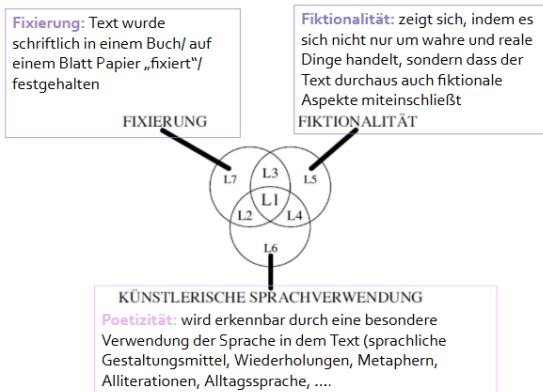 Fixierung: Text wurde
schriftlich in einem Buch/ auf
einem Blatt Papier „fixiert“/
festgehalten
Fiktionalität: zeigt sich, indem es
sich nicht nur um wahre und reale
Dinge handelt, sondern dass der
Text durchaus auch fiktionale
Aspekte miteinschließt
FIXIERUNG
FIKTIONALITÄT
L7
L3
L5
L1
L2
L4
L6
KÜNSTLERISCHE SPRACHVERWENDUNG
Poetizität: wird erkennbar durch eine besondere
Verwendung der Sprache in dem Text (sprachliche
Gestaltungsmittel, Wiederholungen, Metaphern,
Alliterationen, Alltagssprache, ....